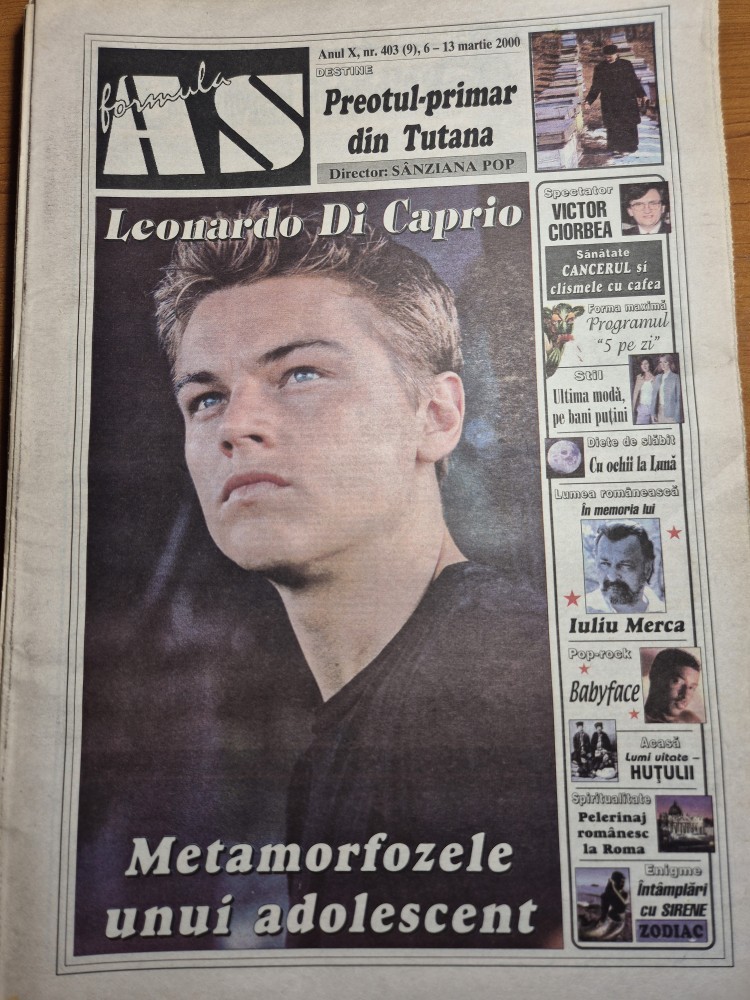 formula
AS
Anul X, nr. 403 (9), 6 – 13 martie 2000
DESTINE
Preotul-primar
din Tutana
Director: SÂNZIANA POP
Leonardo Di Caprio
Metamorfozele
unui adolescent
Spectator
VICTOR
CIORBEA
Sănătate
CANCERUL si
clismele cu cafea
Forma maximă
Programul
“5 pe zi”
Stil
Ultima modă,
pe bani puțini
Diete de slăbit
Cu ochii la Lună
Lumea românească
În memoria lui
Iuliu Merca
Pop-rock
Babyface
Acasă
Lumi uitate –
HUȚULII
Spiritualitate
Pelerinaj
românesc
la Roma
Enigme
Întâmplări
cu SIRENE
ZODIAC